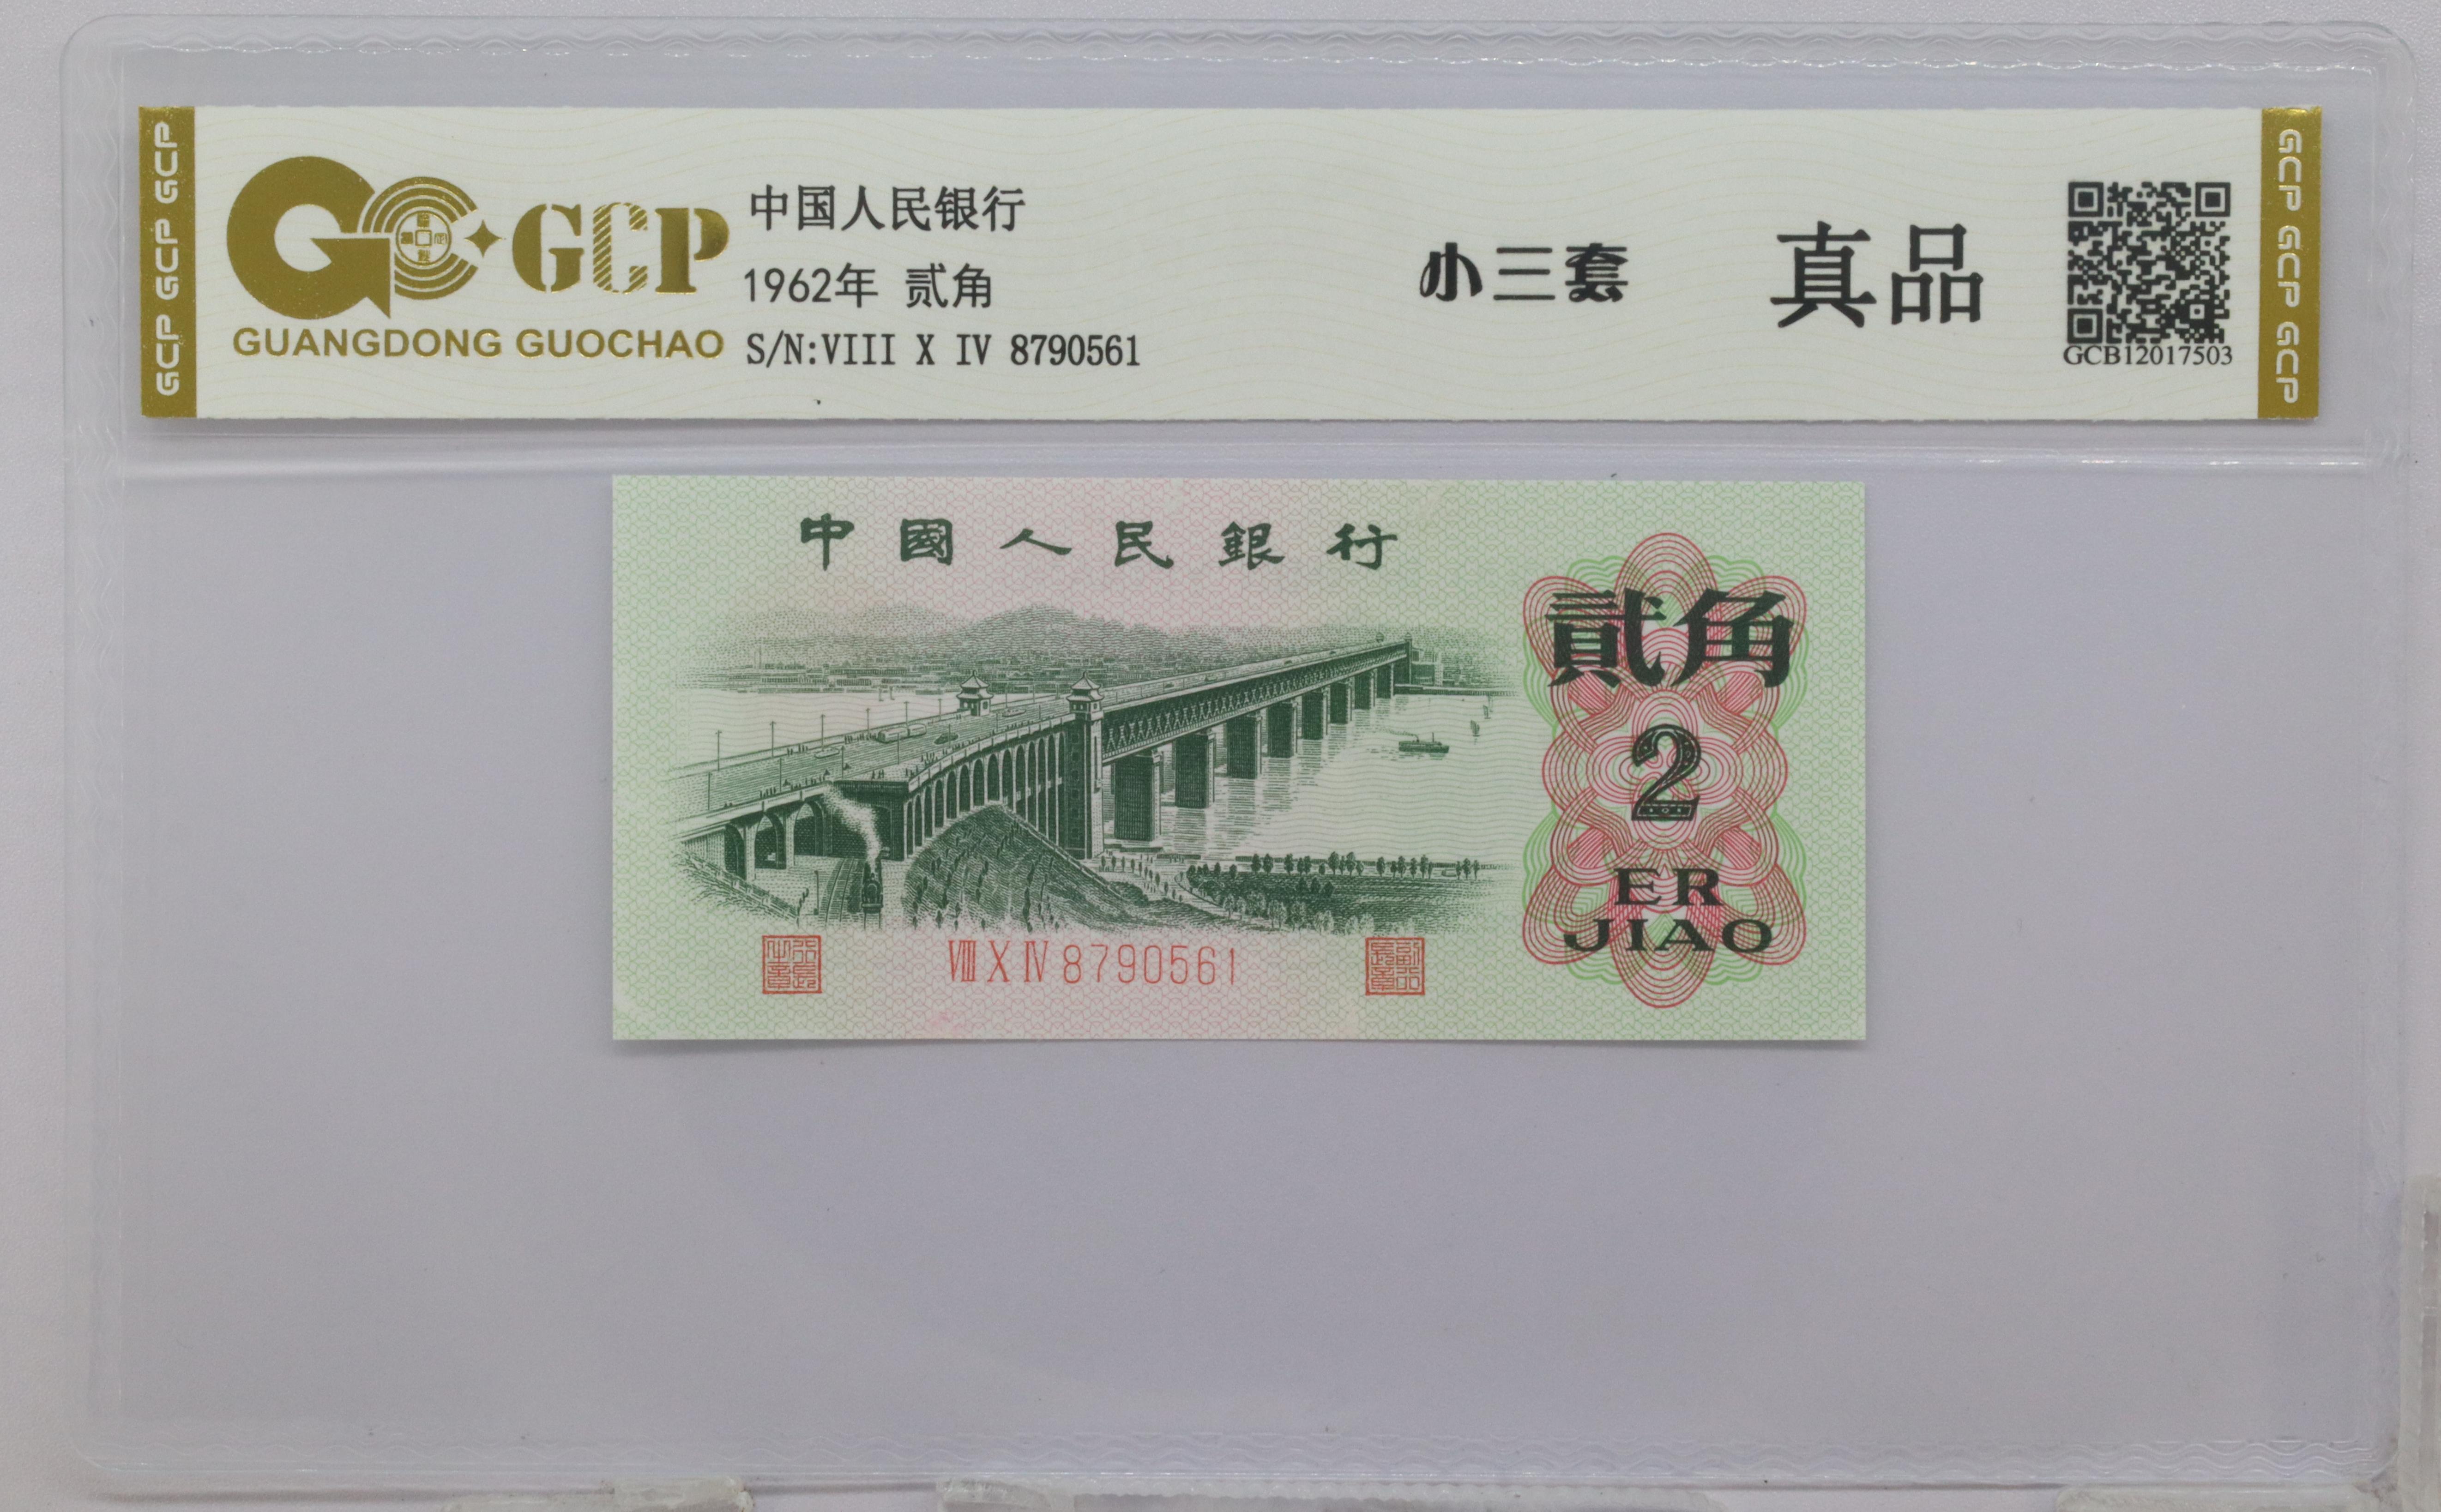 GCP GCP GCP
GCP
GUANGDONG GUOCHAO
中国人民银行
1962年 贰角
S/N:VIII X IV 8790561
小三套
真品
GCB12017503
GCP GCP GCP
中國人民銀行
貳角
2
ER
JIAO
VIII X IV 8790561